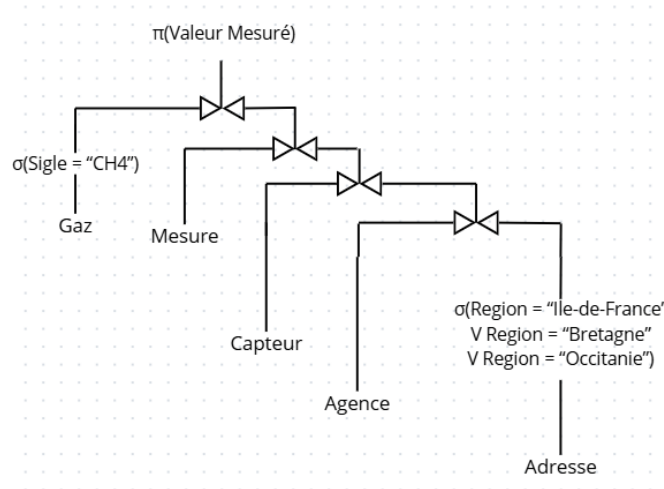 π(Valeur Mesuré)
σ(Sigle = “CH4”)
Gaz
Mesure
Capteur
Agence
σ(Region = “Ile-de-France”
V Region = “Bretagne”
V Region = “Occitanie”)
Adresse